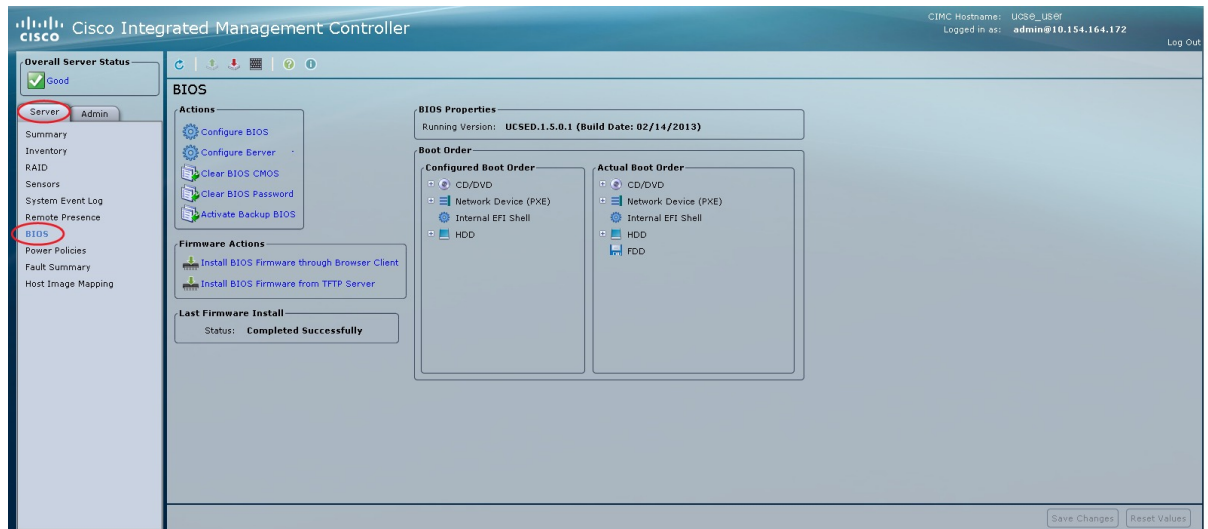 CISCO
Cisco Integrated Management Controller
CIMC Hostname: ucse_user
Logged in as: admin@10.154.164.172
Log Out
Overall Server Status
Good
Server
Admin
Summary
Inventory
RAID
Sensors
System Event Log
Remote Presence
BIOS
Power Policies
Fault Summary
Host Image Mapping
BIOS
Actions
Configure BIOS
Configure Berver
Clear BIOS CMOS
Clear BIOS Password
Activate Backup BIOS
Firmware Actions
Install BIOS Firmware through Browser Client
Install BIOS Firmware from TFTP Server
Last Firmware Install
Status: Completed Successfully
BIOS Properties
Running Version: UCSED.1.5.0.1 (Build Date: 02/14/2013)
Boot Order
Configured Boot Order
CD/DVD
Network Device (PXE)
Internal EFI Shell
HDD
Actual Boot Order
CD/DVD
Network Device (PXE)
Internal EFI Shell
HDD
FDD
Save Changes
Reset Values